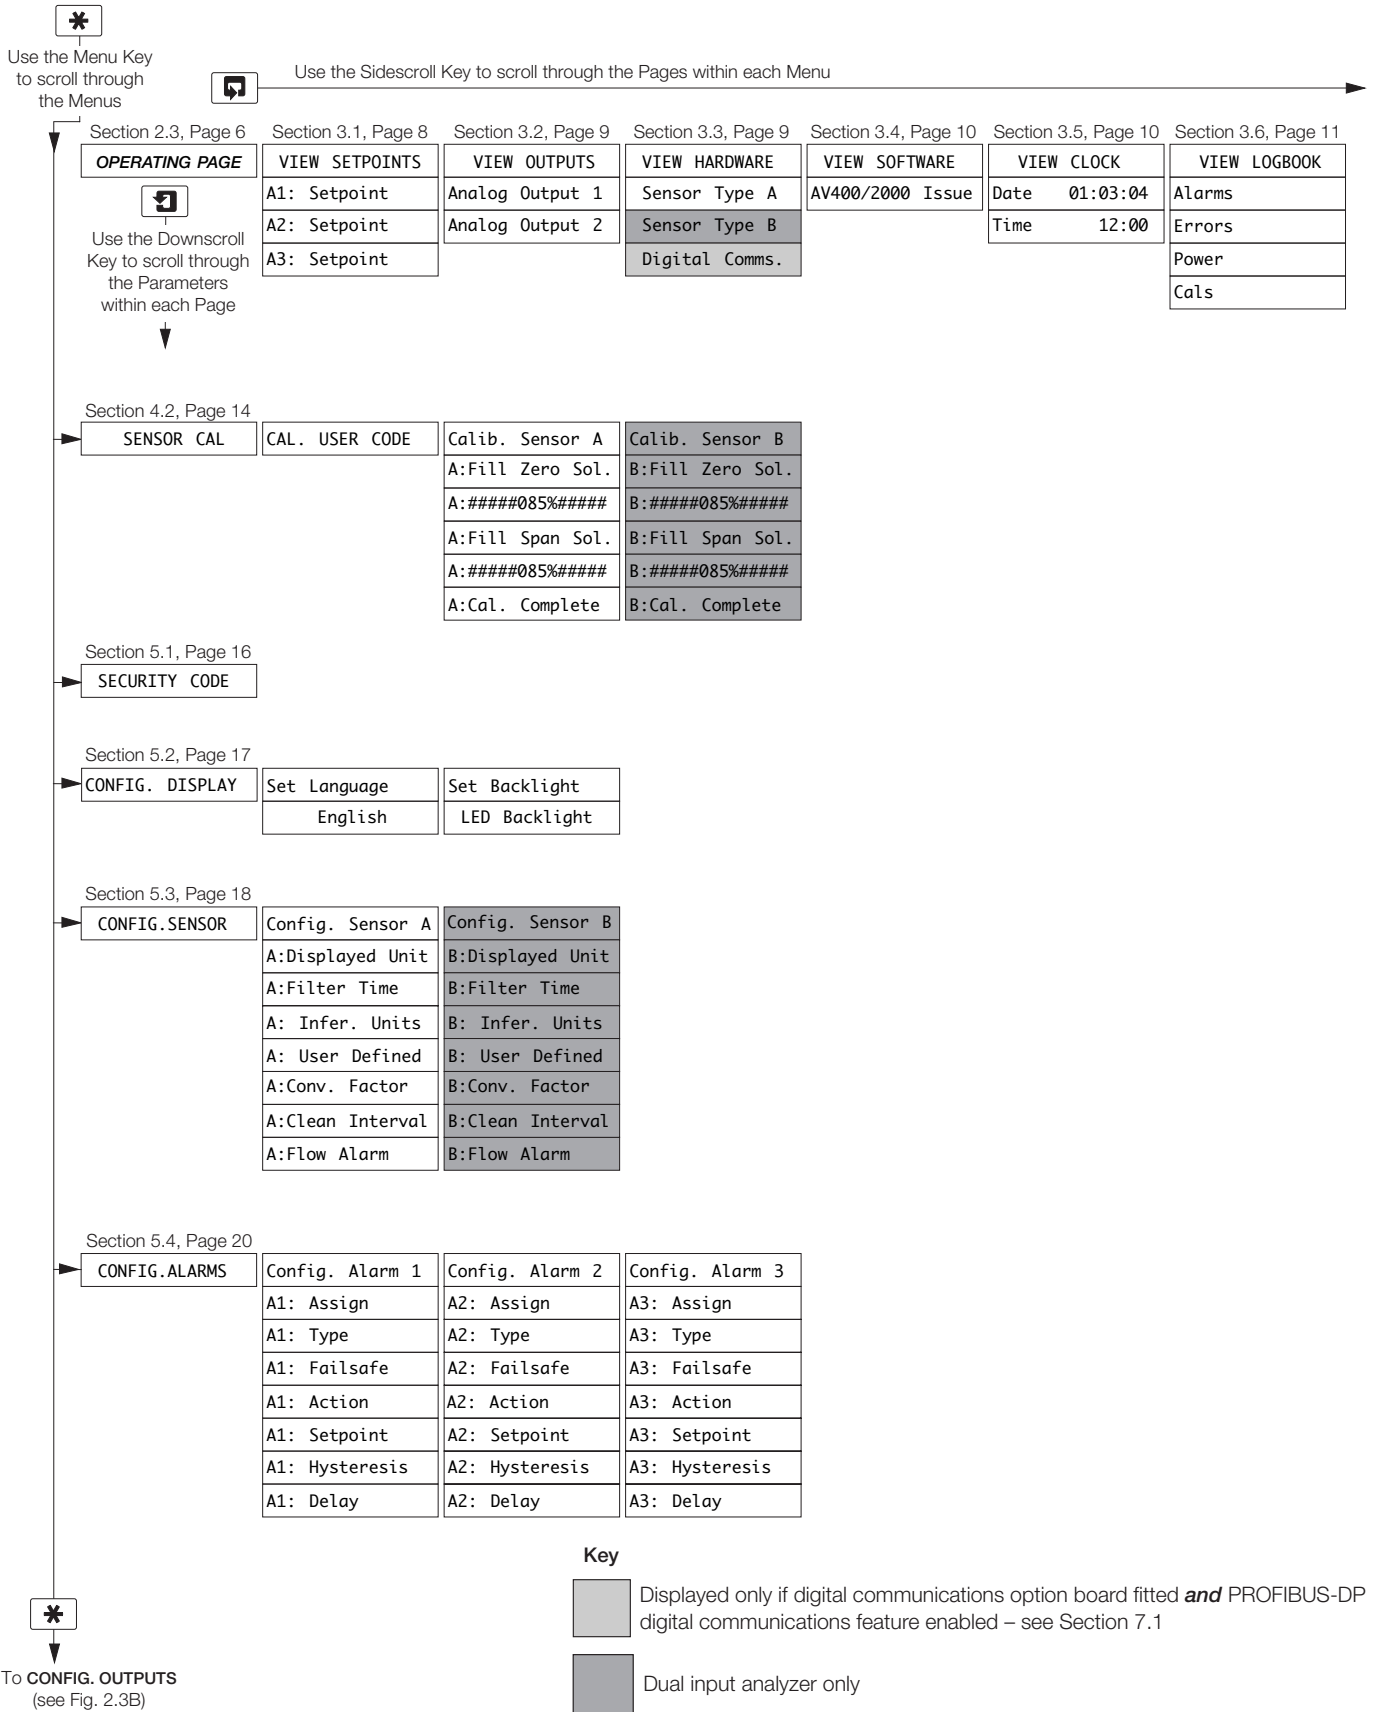 Use the Menu Key
to scroll through
the Menus
Use the Sidescroll Key to scroll through the Pages within each Menu
Section 2.3, Page 6
Section 3.1, Page 8
Section 3.2, Page 9
Section 3.3, Page 9
Section 3.4, Page 10
Section 3.5, Page 10
Section 3.6, Page 11
OPERATING PAGE
VIEW SETPOINTS
VIEW OUTPUTS
VIEW HARDWARE
VIEW SOFTWARE
VIEW CLOCK
VIEW LOGBOOK
Use the Downscroll
Key to scroll through
the Parameters
within each Page
A1: Setpoint
A2: Setpoint
A3: Setpoint
Analog Output 1
Analog Output 2
Sensor Type A
Sensor Type B
Digital Comms.
AV400/2000 Issue
Date 01:03:04
Time 12:00
Alarms
Errors
Power
Cals
Section 4.2, Page 14
SENSOR CAL
CAL. USER CODE
Calib. Sensor A
A:Fill Zero Sol.
A:#####085%#####
A:Fill Span Sol.
A:#####085%#####
A:Cal. Complete
Calib. Sensor B
B:Fill Zero Sol.
B:#####085%#####
B:Fill Span Sol.
B:#####085%#####
B:Cal. Complete
Section 5.1, Page 16
SECURITY CODE
Section 5.2, Page 17
CONFIG. DISPLAY
Set Language
English
Set Backlight
LED Backlight
Section 5.3, Page 18
CONFIG.SENSOR
Config. Sensor A
A:Displayed Unit
A:Filter Time
A: Infer. Units
A: User Defined
A:Conv. Factor
A:Clean Interval
A:Flow Alarm
Config. Sensor B
B:Displayed Unit
B:Filter Time
B: Infer. Units
B: User Defined
B:Conv. Factor
B:Clean Interval
B:Flow Alarm
Section 5.4, Page 20
CONFIG.ALARMS
Config. Alarm 1
A1: Assign
A1: Type
A1: Failsafe
A1: Action
A1: Setpoint
A1: Hysteresis
A1: Delay
Config. Alarm 2
A2: Assign
A2: Type
A2: Failsafe
A2: Action
A2: Setpoint
A2: Hysteresis
A2: Delay
Config. Alarm 3
A3: Assign
A3: Type
A3: Failsafe
A3: Action
A3: Setpoint
A3: Hysteresis
A3: Delay
Key
Displayed only if digital communications option board fitted and PROFIBUS-DP
digital communications feature enabled – see Section 7.1
Dual input analyzer only
To CONFIG. OUTPUTS
(see Fig. 2.3B)